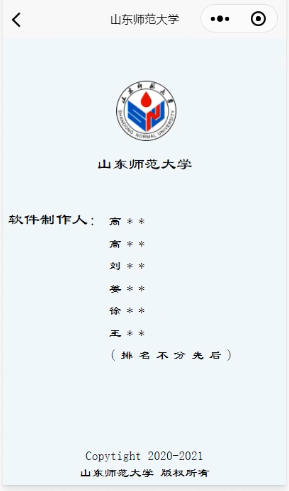 山东师范大学
山东师范大学
SHANDONG NORMAL UNIVERSITY
山东师范大学
软件制作人：高**
高**
刘**
姜**
徐**
王**
(排名不分先后)
Copyright 2020-2021
山东师范大学 版权所有